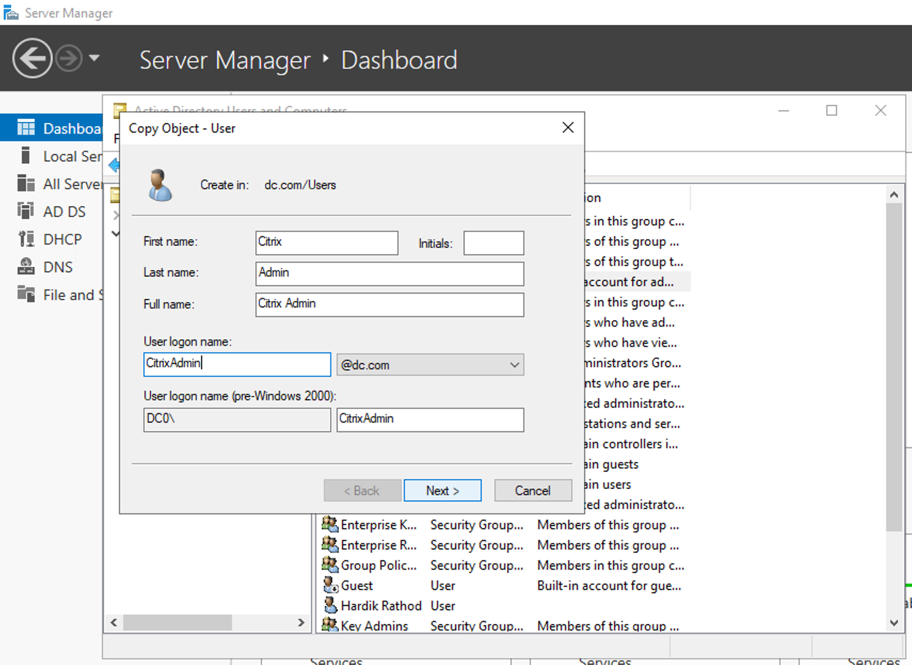 Server Manager
Server Manager ‣ Dashboard
Active Directory Users and Computers
Dashboa
Local Ser
All Server
AD DS
DHCP
DNS
File and S
Copy Object - User
Create in: dc.com/Users
First name: Citrix Initials:
Last name: Admin
Full name: Citrix Admin
User logon name:
CitrixAdmin @dc.com
User logon name (pre-Windows 2000):
DC0\ CitrixAdmin
< Back Next > Cancel
ion
s in this group c...
s of this group ...
s of this group t...
account for ad...
s in this group c...
s who have ad...
s who have vie...
ministrators Gro...
nts who are per...
ted administrato...
stations and ser...
ain controllers i...
ain guests
ain users
ted administrato...
Enterprise K... Security Group... Members of this group ...
Enterprise R... Security Group... Members of this group ...
Group Polic... Security Group... Members in this group c...
Guest User Built-in account for gue...
Hardik Rathod User
Key Admins Security Group... Members of this group ...
Services Services Services